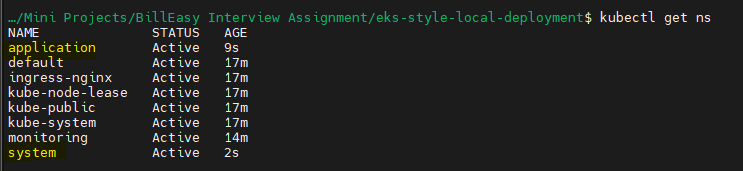 …/Mini Projects/BillEasy Interview Assignment/eks-style-local-deployment$ kubectl get ns
NAME STATUS AGE
application Active 9s
default Active 17m
ingress-nginx Active 17m
kube-node-lease Active 17m
kube-public Active 17m
kube-system Active 17m
monitoring Active 14m
system Active 2s